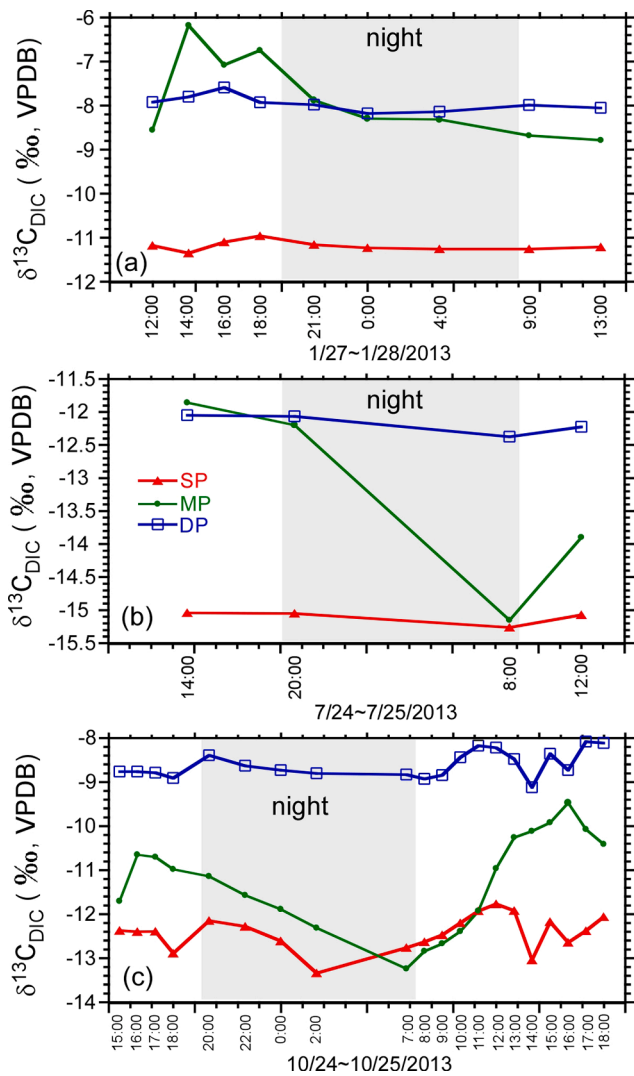 -6
-7
-8
-9
-10
-11
-12
δ¹³C_DIC ( ‰, VPDB)
night
(a)
12:00 14:00 16:00 18:00 21:00 0:00 4:00 9:00 13:00
1/27~1/28/2013
-11.5
-12
-12.5
-13
-13.5
-14
-14.5
-15
-15.5
δ¹³C_DIC ( ‰, VPDB)
night
SP
MP
DP
(b)
14:00 20:00 8:00 12:00
7/24~7/25/2013
-8
-9
-10
-11
-12
-13
-14
δ¹³C_DIC ( ‰, VPDB)
night
(c)
15:00 16:00 17:00 18:00 20:00 22:00 0:00 2:00 7:00 8:00 9:00 10:00 11:00 12:00 13:00 14:00 15:00 16:00 17:00 18:00
10/24~10/25/2013